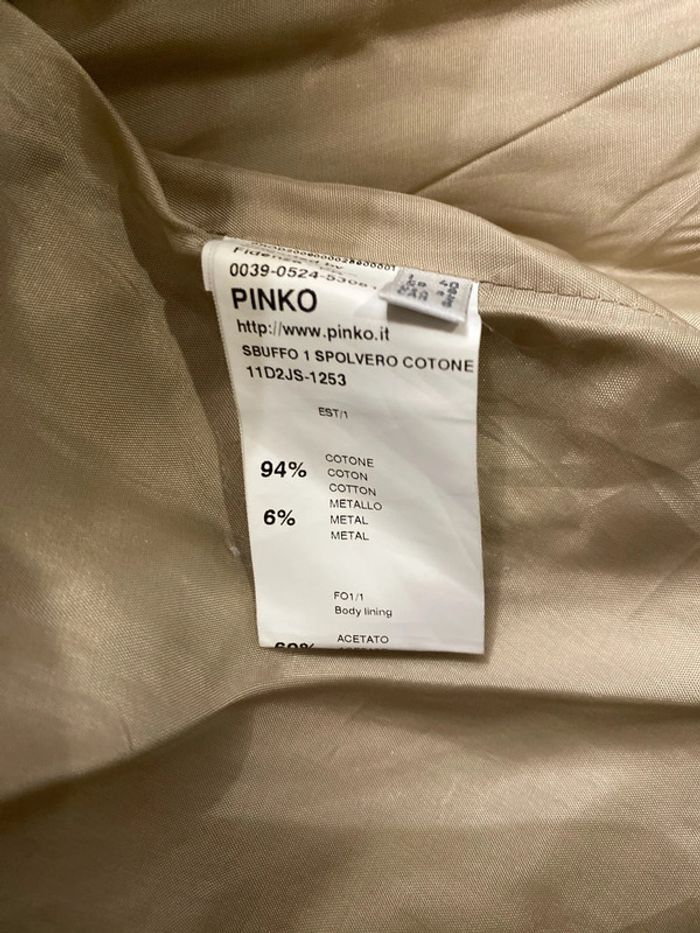 0039-0524-5308
PINKO
http://www.pinko.it
SBUFFO 1 SPOLVERO COTONE
11D2JS-1253
EST/1
94% COTONE
COTON
COTTON
6% METALLO
METAL
METAL
FO1/1
Body lining
ACETATO